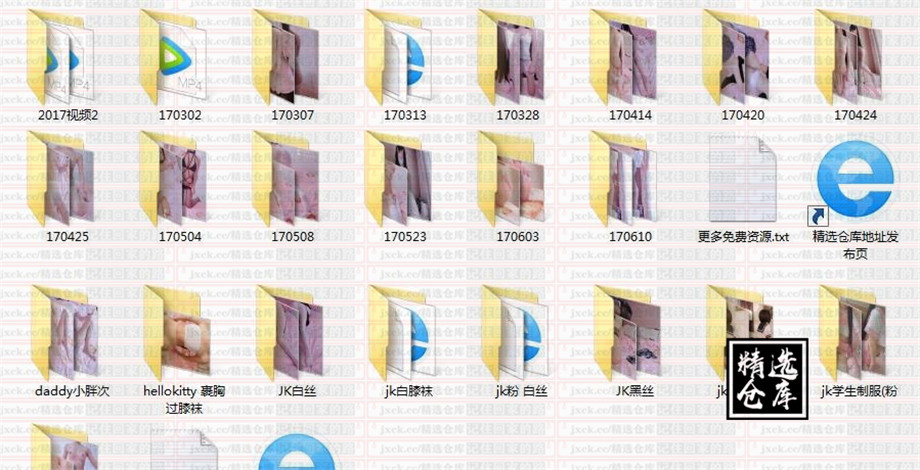 2017视频2
170302
170307
170313
170328
170414
170420
170424
170425
170504
170508
170523
170603
170610
更多免费资源.txt
精选仓库地址发
布页
daddy小胖次
hellokitty 裹胸
过膝袜
JK白丝
jk白膝袜
jk粉 白丝
JK黑丝
jk学生制服(粉
精选
仓库
MP4
MP4
MP4
jxck.cc/精选仓库